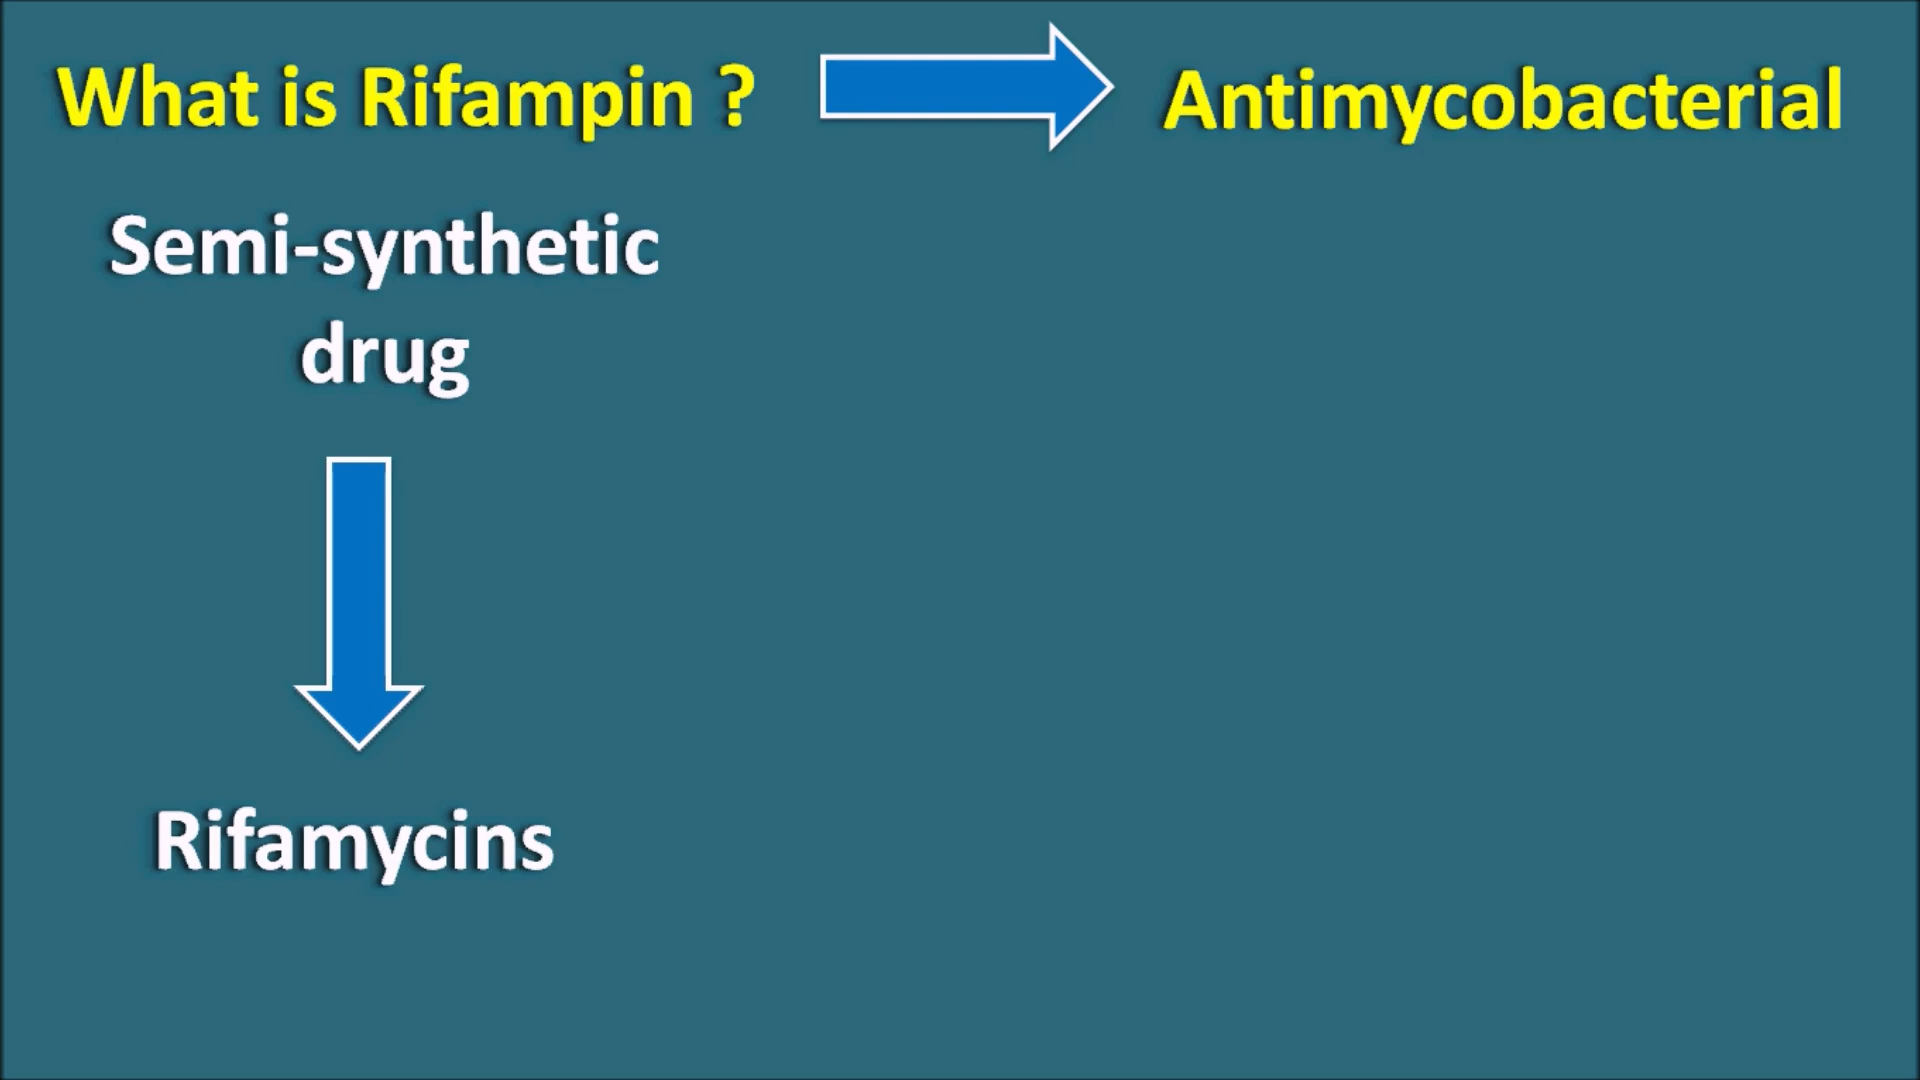 What is Rifampin ?
Antimycobacterial
Semi-synthetic
drug
Rifamycins